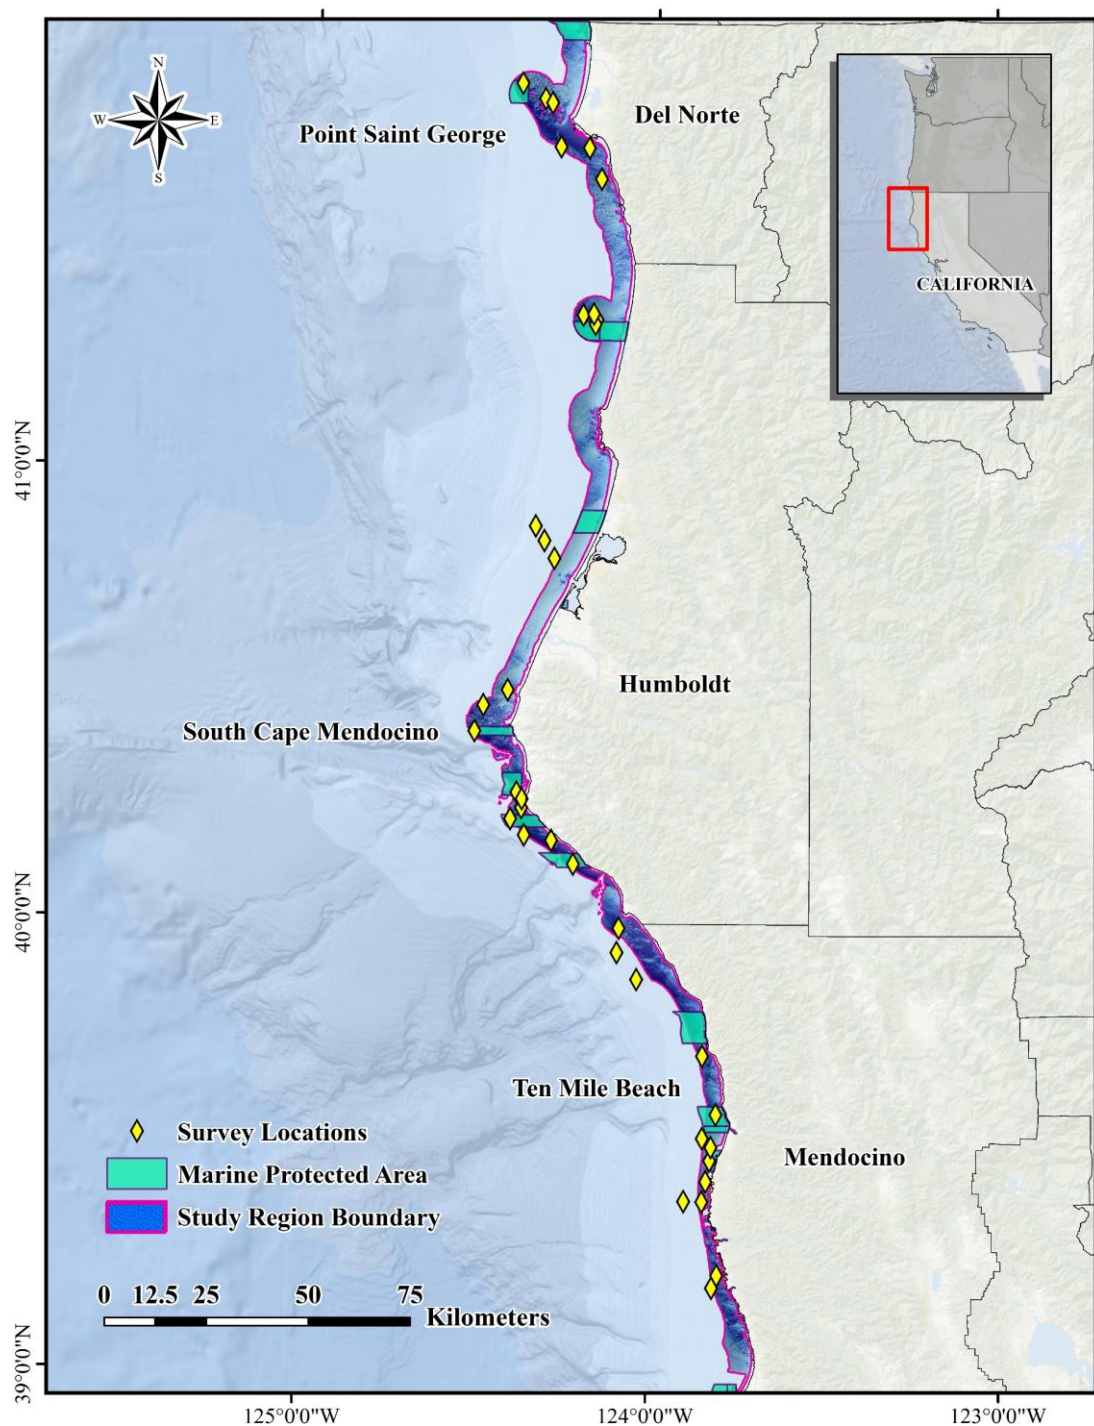 N
W
E
S
Point Saint George
Del Norte
CALIFORNIA
41°0'0"N
Humboldt
South Cape Mendocino
40°0'0"N
Ten Mile Beach
Mendocino
Survey Locations
Marine Protected Area
Study Region Boundary
0 12.5 25 50 75
Kilometers
39°0'0"N
125°0'0"W 124°0'0"W 123°0'0"W